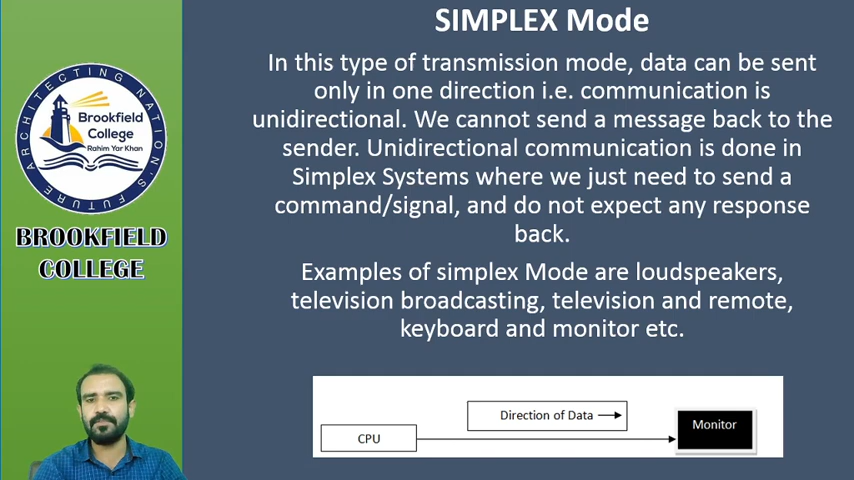 SIMPLEX Mode
In this type of transmission mode, data can be sent
only in one direction i.e. communication is
unidirectional. We cannot send a message back to the
sender. Unidirectional communication is done in
Simplex Systems where we just need to send a
command/signal, and do not expect any response
back.
Examples of simplex Mode are loudspeakers,
television broadcasting, television and remote,
keyboard and monitor etc.
Direction of Data
CPU
Monitor
ARCHITECTING NATION'S FUTURE
Brookfield
College
Rahim Yar Khan
BROOKFIELD
COLLEGE